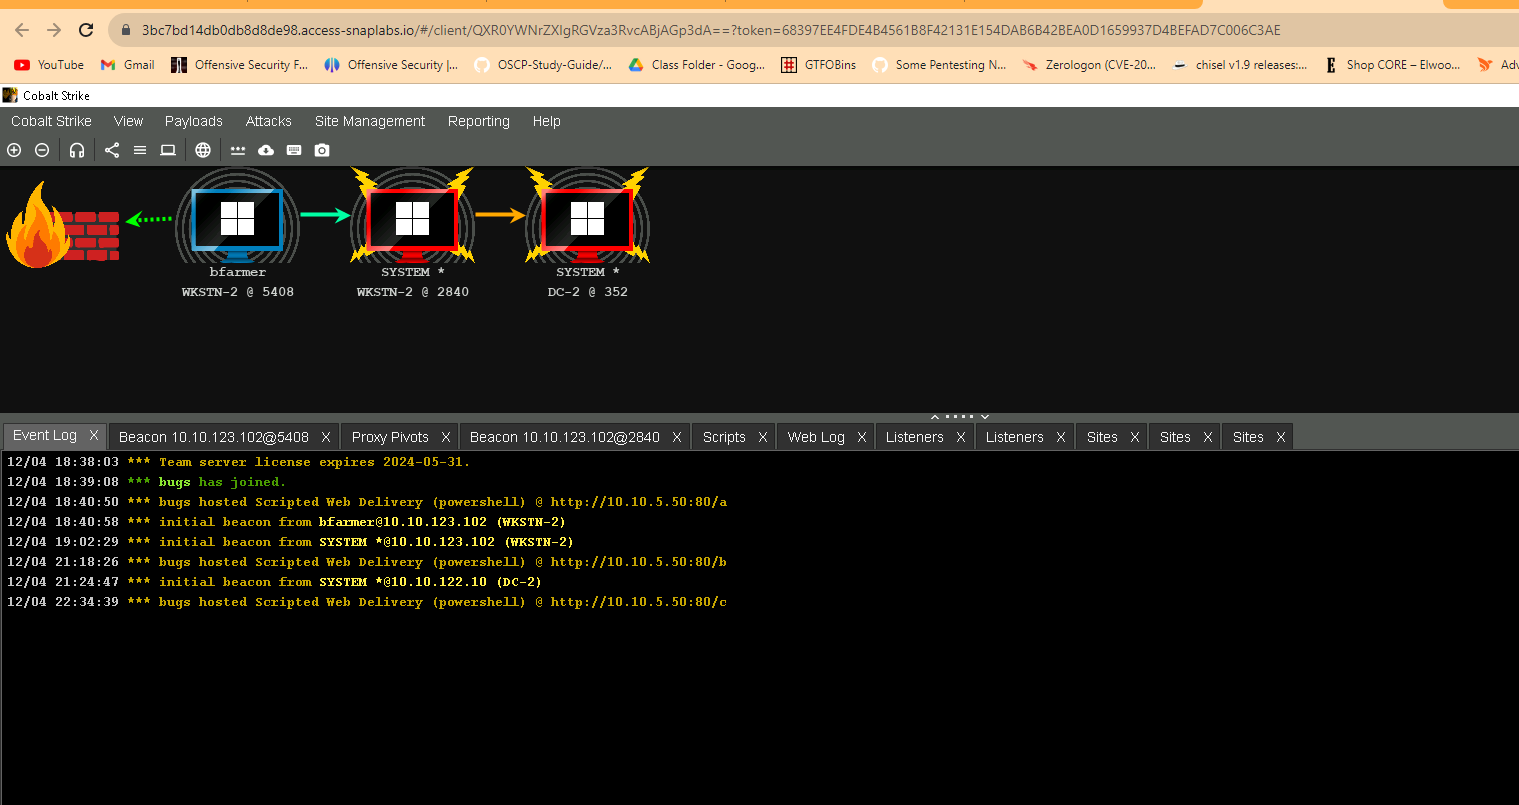 3bc7bd14db0db8d8de98.access-snaplabs.io/#/client/QXR0YWNrZXIgRGVza3RvcABjAGp3dA==?token=68397EE4FDE4B4561B8F42131E154DAB6B42BEA0D1659937D4BEFAD7C006C3AE
YouTube Gmail Offensive Security F... Offensive Security |... OSCP-Study-Guide/... Class Folder - Goog... GTFOBins Some Pentesting N... Zerologon (CVE-20... chisel v1.9 releases:... Shop CORE – Elwoo... Adv
Cobalt Strike
Cobalt Strike View Payloads Attacks Site Management Reporting Help
bfarmer SYSTEM * SYSTEM *
WKSTN-2 @ 5408 WKSTN-2 @ 2840 DC-2 @ 352
Event Log X Beacon 10.10.123.102@5408 X Proxy Pivots X Beacon 10.10.123.102@2840 X Scripts X Web Log X Listeners X Listeners X Sites X Sites X Sites X
12/04 18:38:03 *** Team server license expires 2024-05-31.
12/04 18:39:08 *** bugs has joined.
12/04 18:40:50 *** bugs hosted Scripted Web Delivery (powershell) @ http://10.10.5.50:80/a
12/04 18:40:58 *** initial beacon from bfarmer@10.10.123.102 (WKSTN-2)
12/04 19:02:29 *** initial beacon from SYSTEM *@10.10.123.102 (WKSTN-2)
12/04 21:18:26 *** bugs hosted Scripted Web Delivery (powershell) @ http://10.10.5.50:80/b
12/04 21:24:47 *** initial beacon from SYSTEM *@10.10.122.10 (DC-2)
12/04 22:34:39 *** bugs hosted Scripted Web Delivery (powershell) @ http://10.10.5.50:80/c